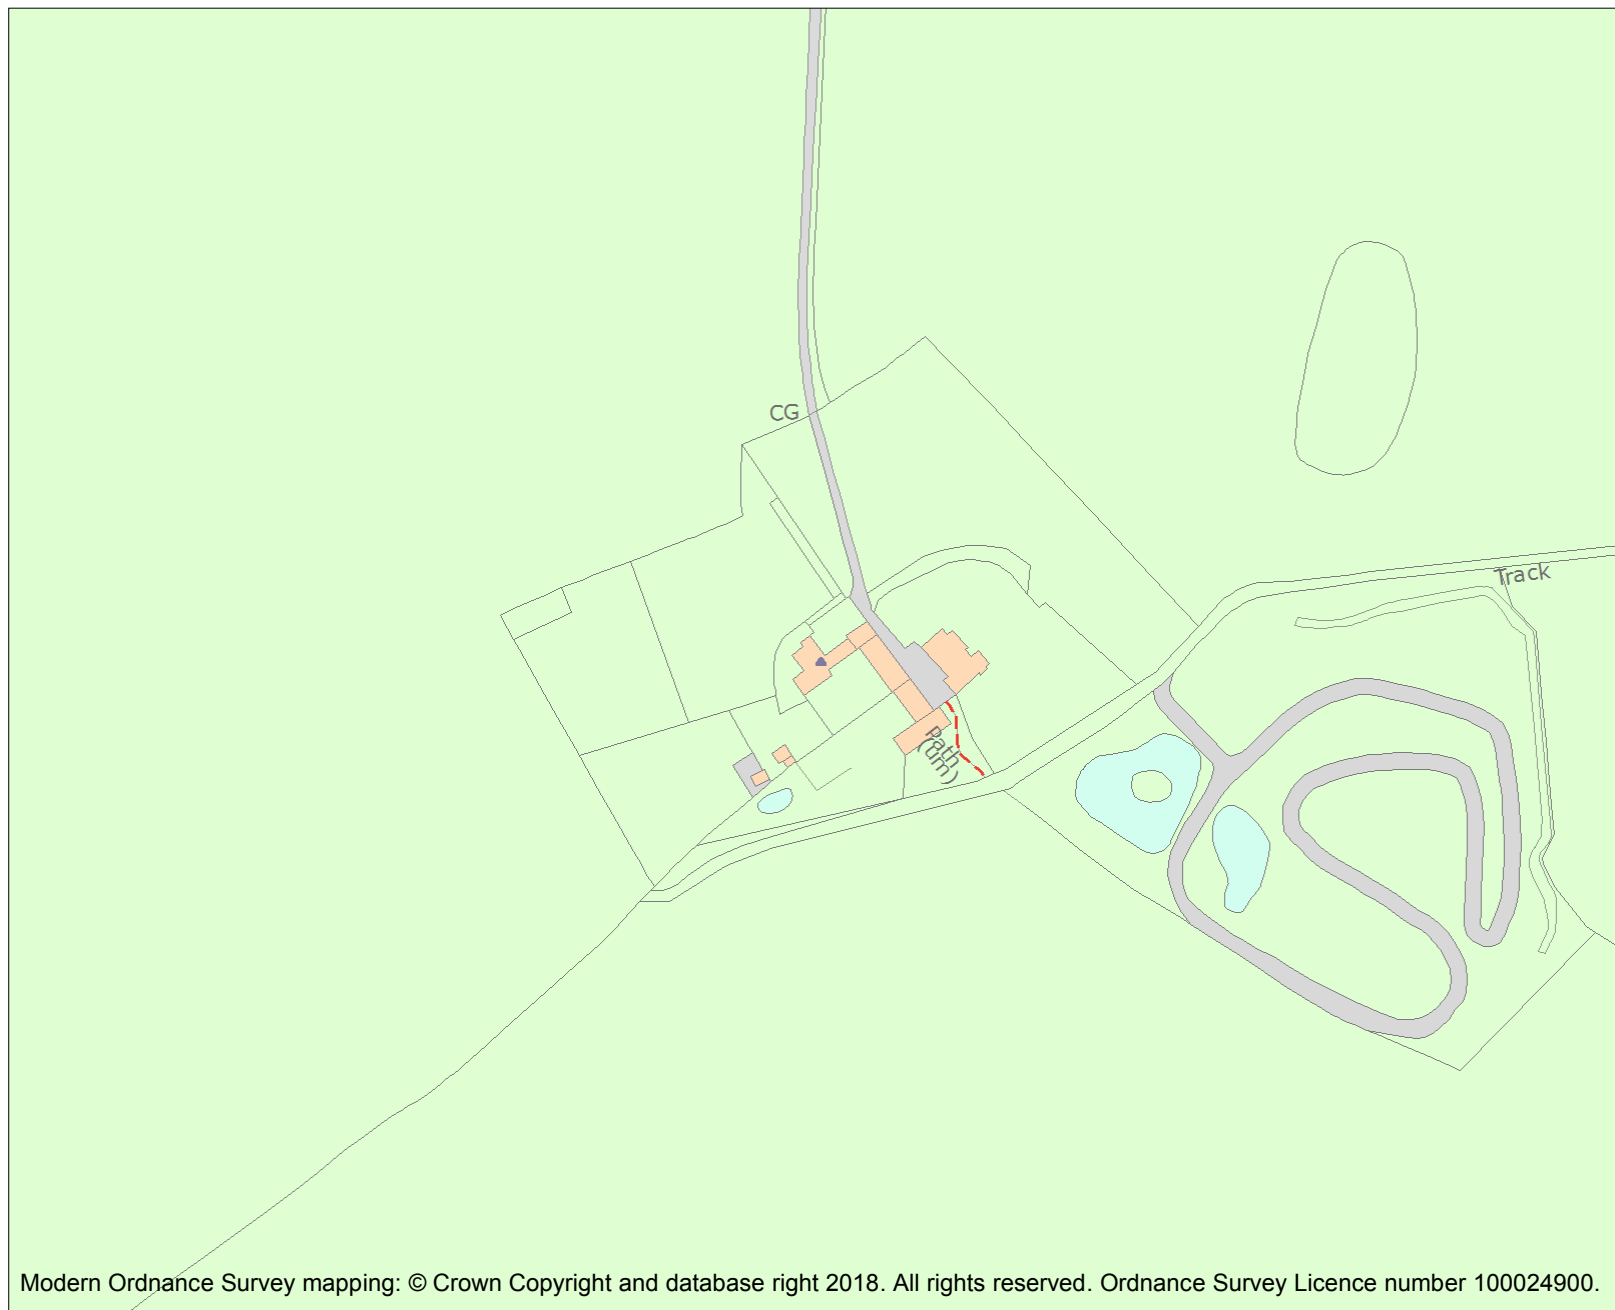 CG
Track
Path
(um)
Modern Ordnance Survey mapping: © Crown Copyright and database right 2018. All rights reserved. Ordnance Survey Licence number 100024900.